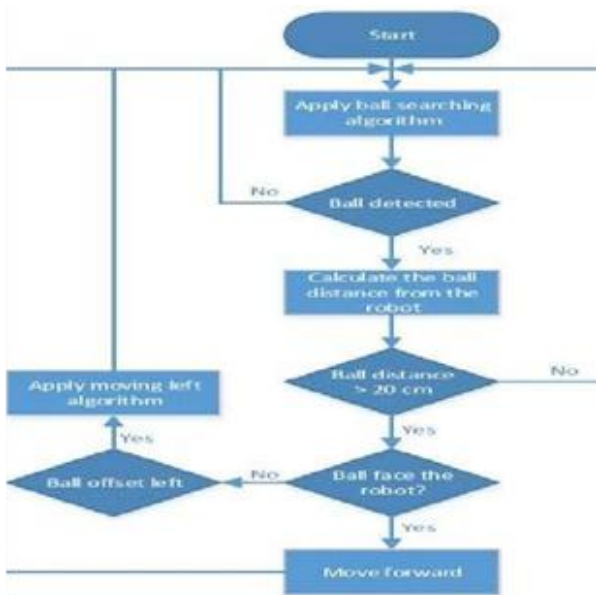 Start
Apply ball searching
algorithm
No
Ball detected
Yes
Calculate the ball
distance from the
robot
Ball distance
> 20 cm
No
Apply moving left
algorithm
Yes
Yes
Ball offset left
No
Ball face the
robot?
Yes
Move forward